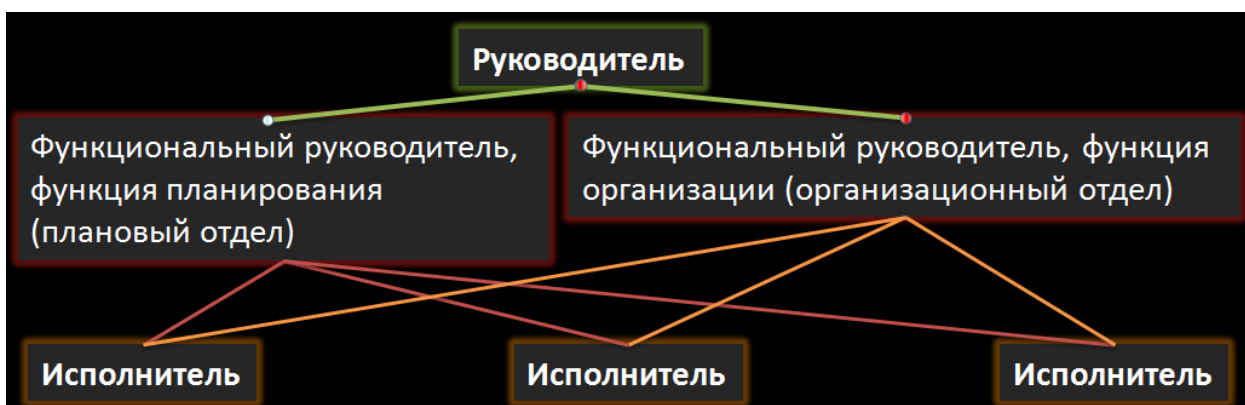 Руководитель
Функциональный руководитель,
функция планирования
(плановый отдел)
Функциональный руководитель, функция
организации (организационный отдел)
Исполнитель
Исполнитель
Исполнитель